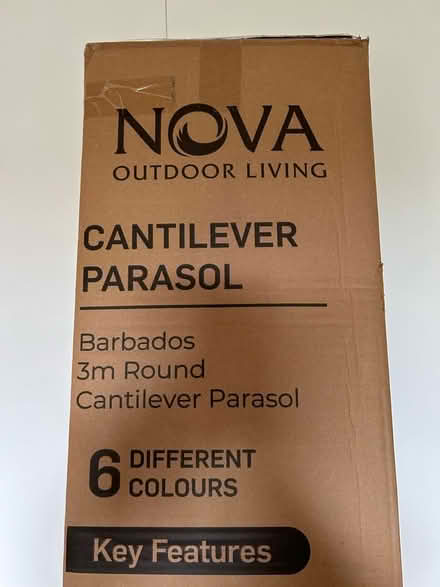 NOVA
OUTDOOR LIVING
CANTILEVER
PARASOL
Barbados
3m Round
Cantilever Parasol
6 DIFFERENT
COLOURS
Key Features